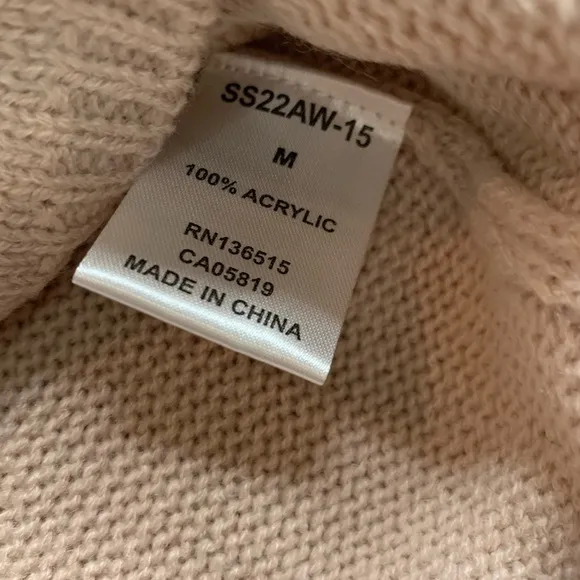 SS22AW-15
M
100% ACRYLIC
RN136515
CA05819
MADE IN CHINA